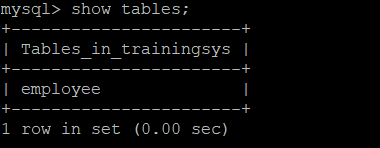 mysql> show tables;
+-----------------------+
| Tables_in_trainingsys |
+-----------------------+
| employee              |
+-----------------------+
1 row in set (0.00 sec)